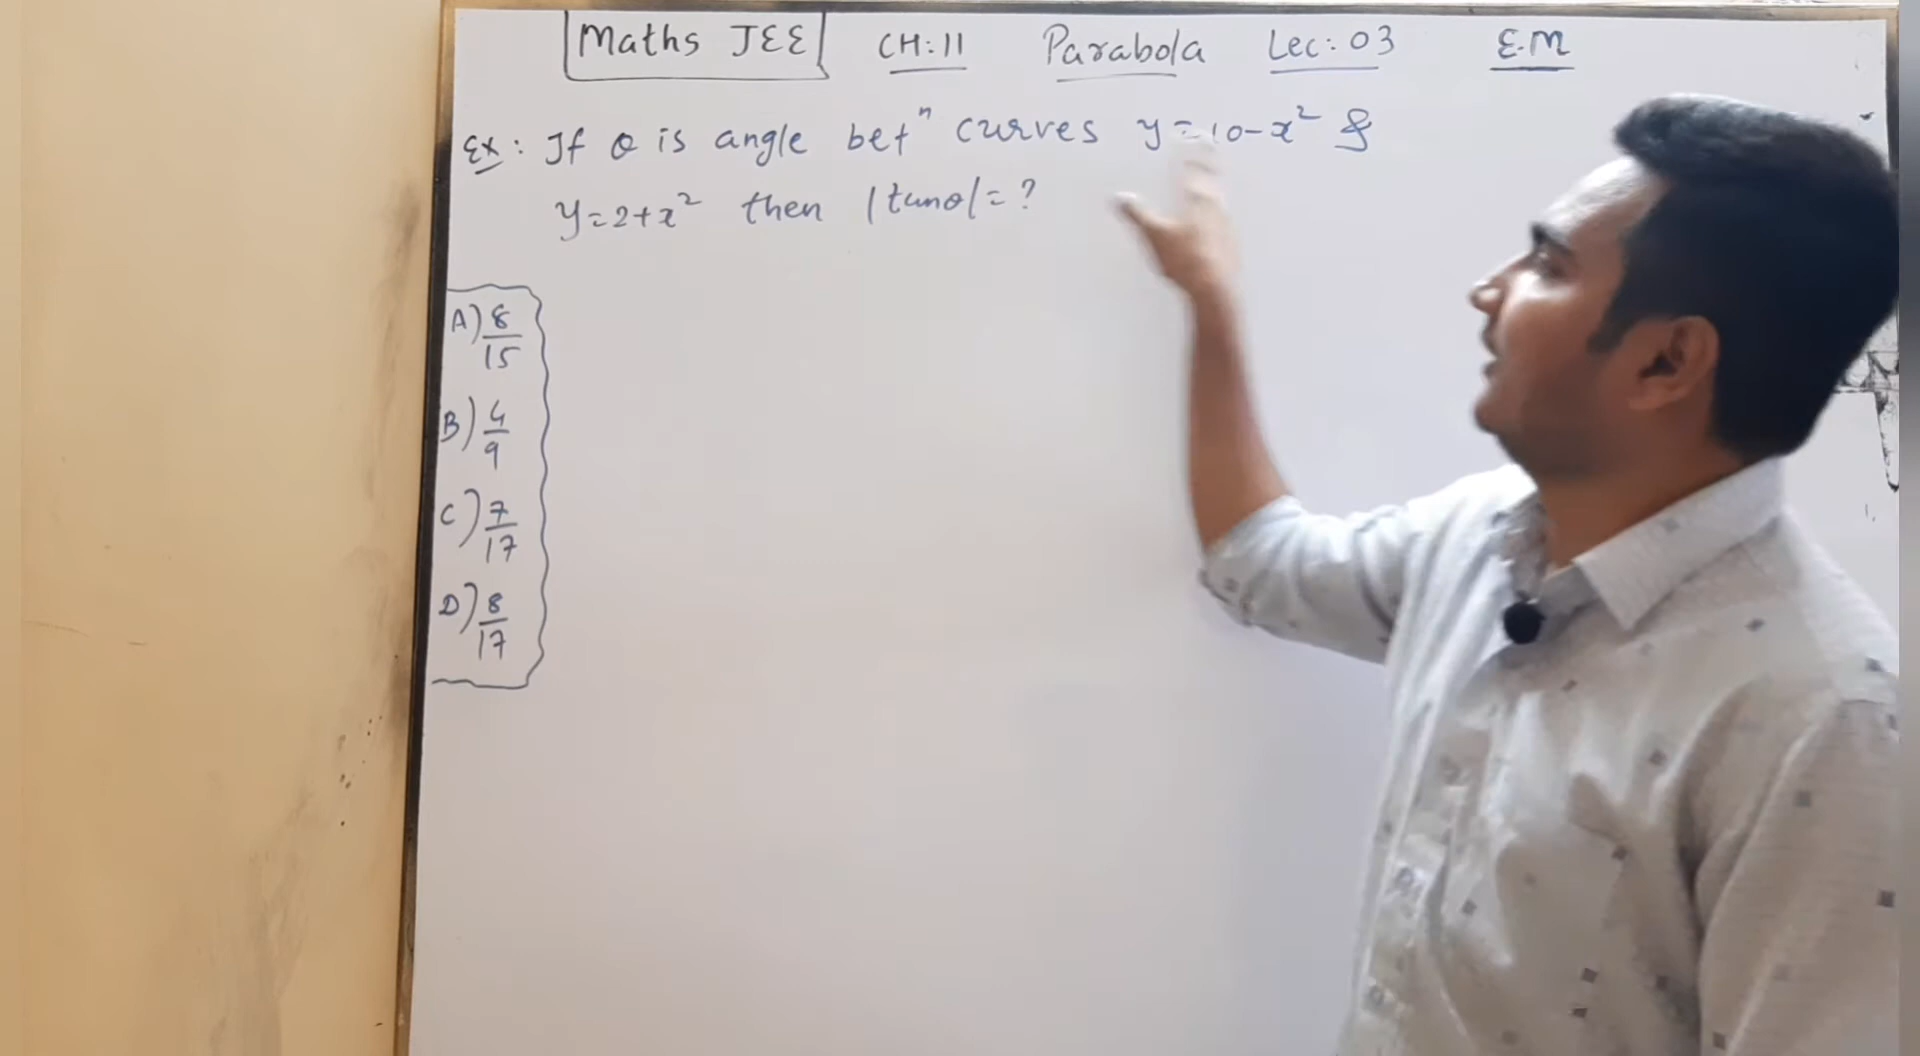 Maths JEE CH:11 Parabola Lec:03 E.M
Ex: If θ is angle betⁿ curves y=10-x² &
y=2+x² then |tanθ|=?
A) 8/15
B) 4/9
C) 7/17
D) 8/17